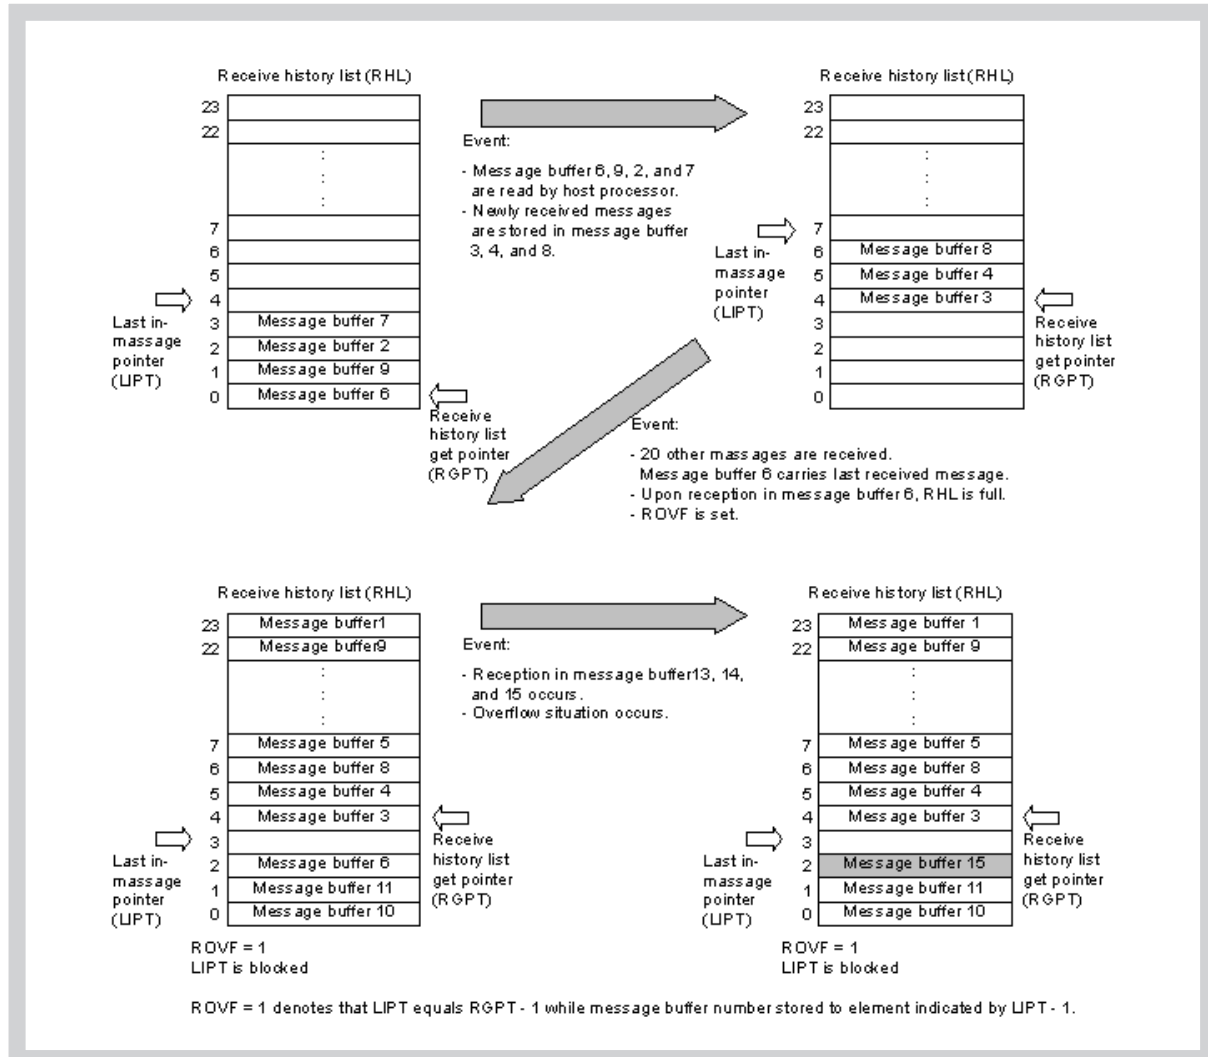 Receive history list (RHL)
23
22
:
:
:
7
6
5
4
3 Message buffer 7
2 Message buffer 2
1 Message buffer 9
0 Message buffer 6
Last in-
massage
pointer
(LIPT)
Receive
history list
get pointer
(RGPT)
Event:
- Message buffer 6, 9, 2, and 7
are read by host processor.
- Newly received messages
are stored in message buffer
3, 4, and 8.
Receive history list (RHL)
23
22
:
:
:
7
6 Message buffer 8
5 Message buffer 4
4 Message buffer 3
3
2
1
0
Last in-
massage
pointer
(LIPT)
Receive
history list
get pointer
(RGPT)
Event:
- 20 other massages are received.
Message buffer 6 carries last received message.
- Upon reception in message buffer 6, RHL is full.
- ROVF is set.
Receive history list (RHL)
23 Message buffer1
22 Message buffer9
:
:
:
7 Message buffer 5
6 Message buffer 8
5 Message buffer 4
4 Message buffer 3
3
2 Message buffer 6
1 Message buffer 11
0 Message buffer 10
Last in-
massage
pointer
(LIPT)
Receive
history list
get pointer
(RGPT)
ROVF = 1
LIPT is blocked
Event:
- Reception in message buffer13, 14,
and 15 occurs.
- Overflow situation occurs.
Receive history list (RHL)
23 Message buffer 1
22 Message buffer 9
:
:
:
7 Message buffer 5
6 Message buffer 8
5 Message buffer 4
4 Message buffer 3
3
2 Message buffer 15
1 Message buffer 11
0 Message buffer 10
Last in-
massage
pointer
(LIPT)
Receive
history list
get pointer
(RGPT)
ROVF = 1
LIPT is blocked
ROVF = 1 denotes that LIPT equals RGPT - 1 while message buffer number stored to element indicated by LIPT - 1.